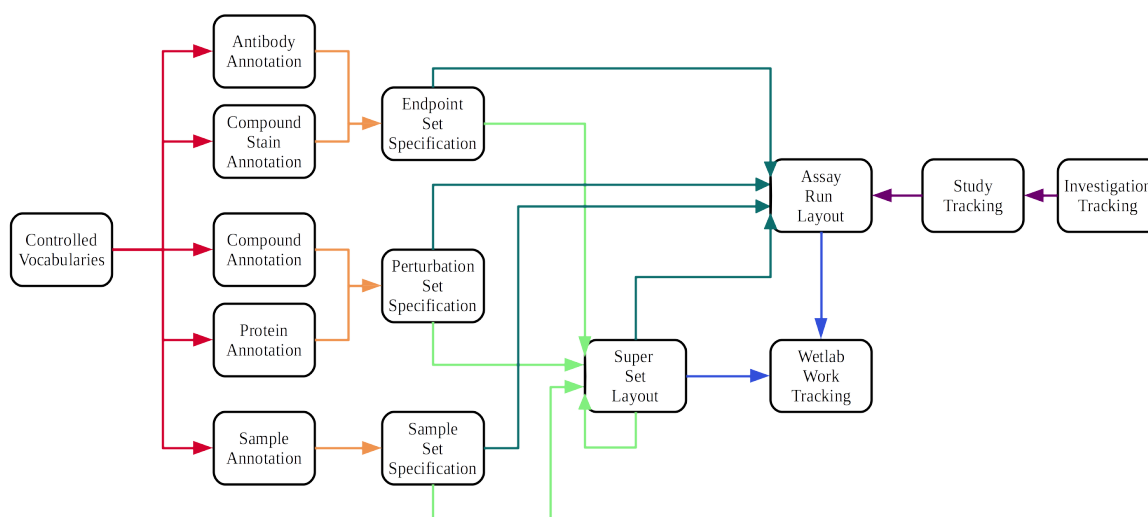 Antibody
Annotation
Compound
Stain
Annotation
Controlled
Vocabularies
Compound
Annotation
Protein
Annotation
Sample
Annotation
Endpoint
Set
Specification
Perturbation
Set
Specification
Sample
Set
Specification
Super
Set
Layout
Assay
Run
Layout
Wetlab
Work
Tracking
Study
Tracking
Investigation
Tracking